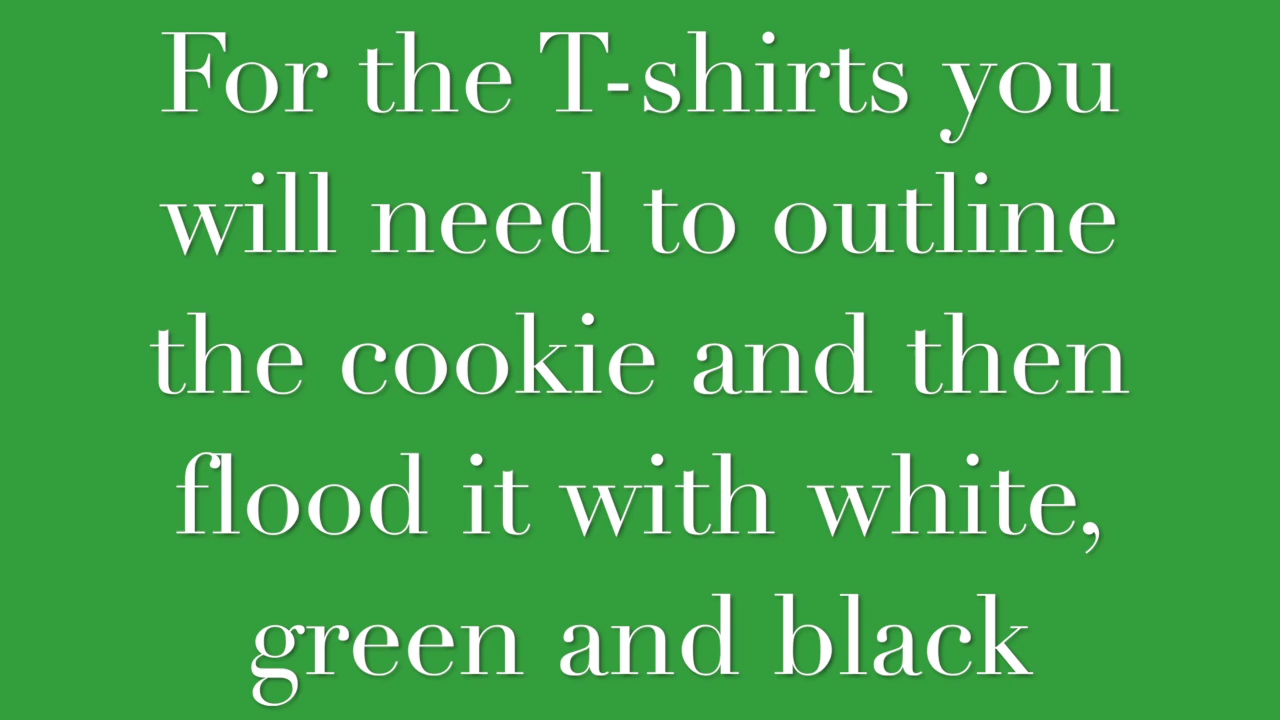 For the T-shirts you
will need to outline
the cookie and then
flood it with white,
green and black